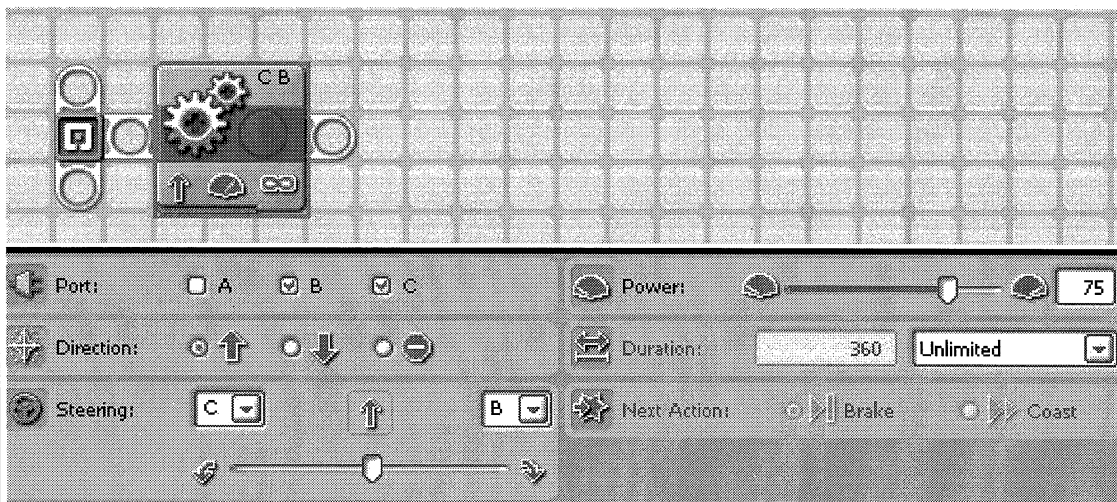 C B
Port: A B C
Power: 75
Direction:
Duration: 360 Unlimited
Steering: C B
Next Action: Brake Coast